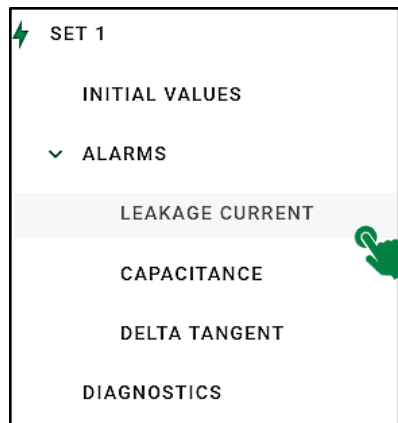 SET 1
INITIAL VALUES
ALARMS
LEAKAGE CURRENT
CAPACITANCE
DELTA TANGENT
DIAGNOSTICS